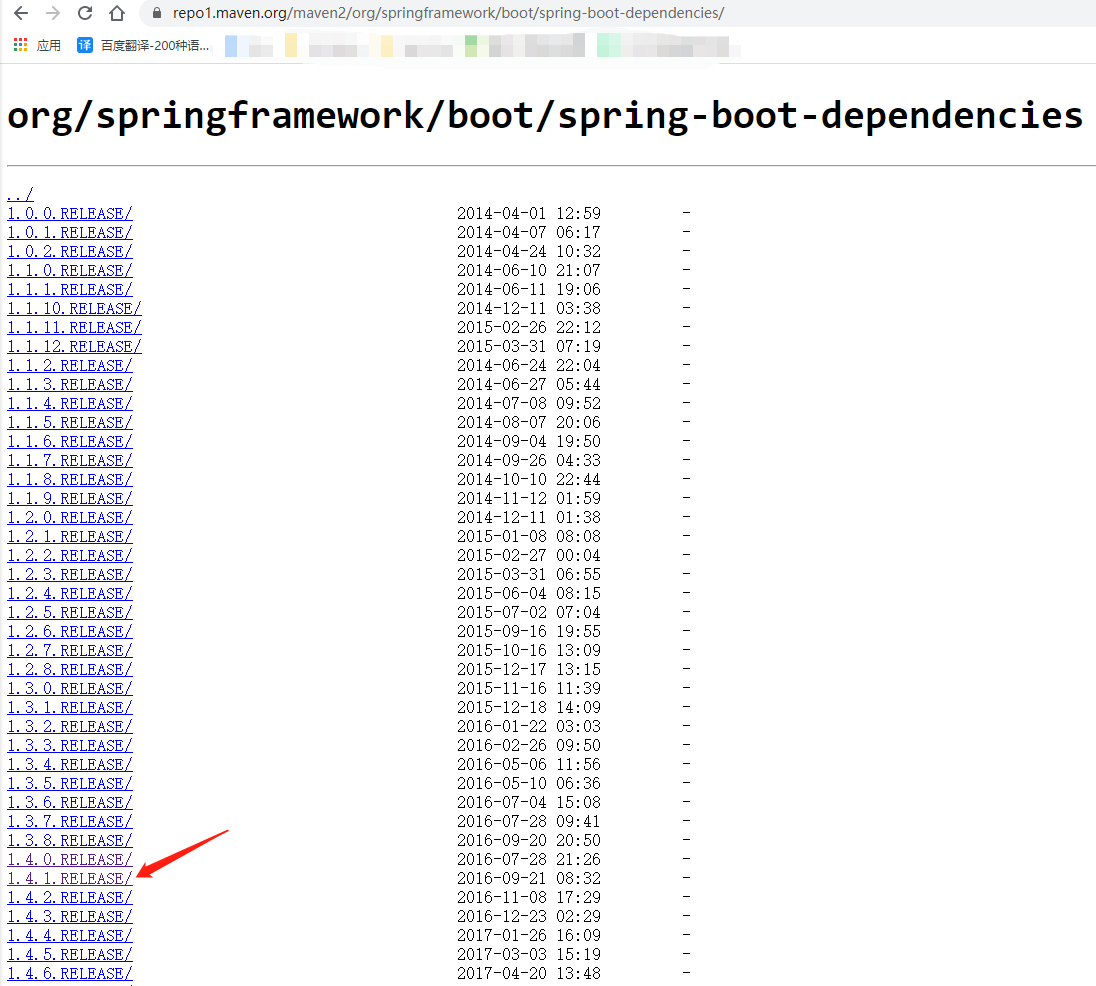 repo1.maven.org/maven2/org/springframework/boot/spring-boot-dependencies/
应用 译 百度翻译-200种语...
org/springframework/boot/spring-boot-dependencies
../
1.0.0.RELEASE/ 2014-04-01 12:59 -
1.0.1.RELEASE/ 2014-04-07 06:17 -
1.0.2.RELEASE/ 2014-04-24 10:32 -
1.1.0.RELEASE/ 2014-06-10 21:07 -
1.1.1.RELEASE/ 2014-06-11 19:06 -
1.1.10.RELEASE/ 2014-12-11 03:38 -
1.1.11.RELEASE/ 2015-02-26 22:12 -
1.1.12.RELEASE/ 2015-03-31 07:19 -
1.1.2.RELEASE/ 2014-06-24 22:04 -
1.1.3.RELEASE/ 2014-06-27 05:44 -
1.1.4.RELEASE/ 2014-07-08 09:52 -
1.1.5.RELEASE/ 2014-08-07 20:06 -
1.1.6.RELEASE/ 2014-09-04 19:50 -
1.1.7.RELEASE/ 2014-09-26 04:33 -
1.1.8.RELEASE/ 2014-10-10 22:44 -
1.1.9.RELEASE/ 2014-11-12 01:59 -
1.2.0.RELEASE/ 2014-12-11 01:38 -
1.2.1.RELEASE/ 2015-01-08 08:08 -
1.2.2.RELEASE/ 2015-02-27 00:04 -
1.2.3.RELEASE/ 2015-03-31 06:55 -
1.2.4.RELEASE/ 2015-06-04 08:15 -
1.2.5.RELEASE/ 2015-07-02 07:04 -
1.2.6.RELEASE/ 2015-09-16 19:55 -
1.2.7.RELEASE/ 2015-10-16 13:09 -
1.2.8.RELEASE/ 2015-12-17 13:15 -
1.3.0.RELEASE/ 2015-11-16 11:39 -
1.3.1.RELEASE/ 2015-12-18 14:09 -
1.3.2.RELEASE/ 2016-01-22 03:03 -
1.3.3.RELEASE/ 2016-02-26 09:50 -
1.3.4.RELEASE/ 2016-05-06 11:56 -
1.3.5.RELEASE/ 2016-05-10 06:36 -
1.3.6.RELEASE/ 2016-07-04 15:08 -
1.3.7.RELEASE/ 2016-07-28 09:41 -
1.3.8.RELEASE/ 2016-09-20 20:50 -
1.4.0.RELEASE/ 2016-07-28 21:26 -
1.4.1.RELEASE/ 2016-09-21 08:32 -
1.4.2.RELEASE/ 2016-11-08 17:29 -
1.4.3.RELEASE/ 2016-12-23 02:29 -
1.4.4.RELEASE/ 2017-01-26 16:09 -
1.4.5.RELEASE/ 2017-03-03 15:19 -
1.4.6.RELEASE/ 2017-04-20 13:48 -